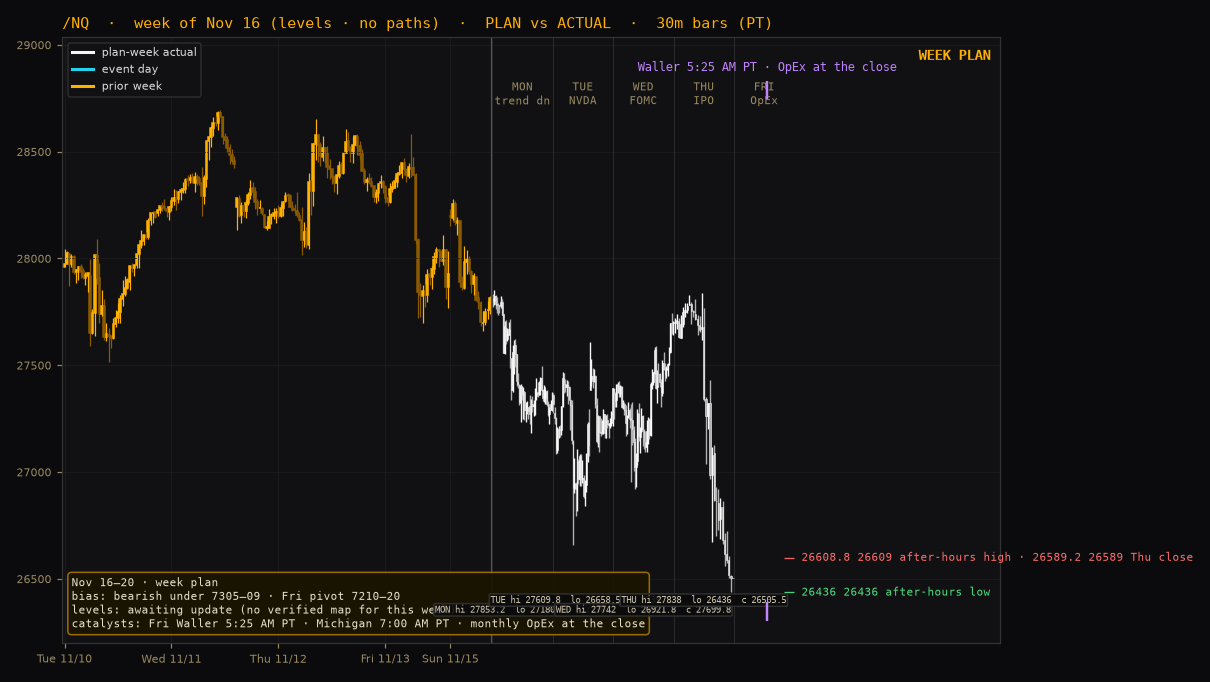 /NQ · week of Nov 16 (levels · no paths) · PLAN vs ACTUAL · 30m bars (PT)
29000
28500
28000
27500
27000
26500
plan-week actual
event day
prior week
WEEK PLAN
Waller 5:25 AM PT · OpEx at the close
MON
trend dn
TUE
NVDA
WED
FOMC
THU
IPO
FRI
OpEx
26608.8 26609 after-hours high · 26589.2 26589 Thu close
26436 26436 after-hours low
Nov 16–20 · week plan
bias: bearish under 7305–09 · Fri pivot 7210–20
levels: awaiting update (no verified map for this we
catalysts: Fri Waller 5:25 AM PT · Michigan 7:00 AM PT · monthly OpEx at the close
TUE hi 27609.8 lo 26658.5
THU hi 27838 lo 26436 c 26505.5
MON hi 27853.2 lo 27180
WED hi 27742 lo 26921.8 c 27699.8
Tue 11/10
Wed 11/11
Thu 11/12
Fri 11/13
Sun 11/15